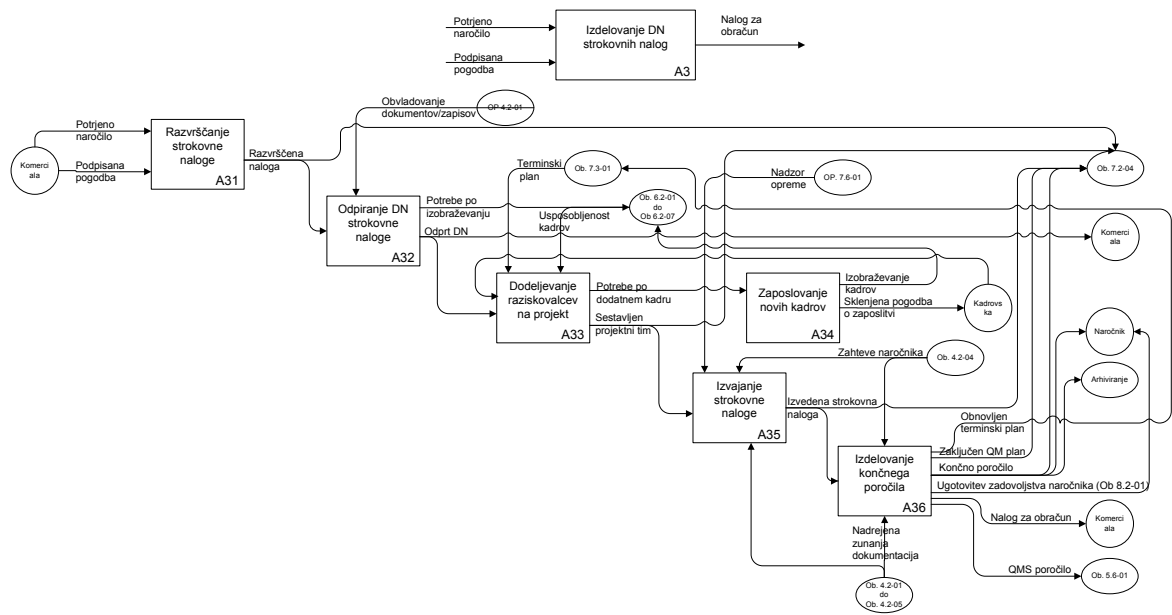 Potrjeno
naročilo
Podpisana
pogodba
Izdelovanje DN
strokovnih nalog
A3
Nalog za
obračun
Obvladovanje
dokumentov/zapisov
OP 4.2-01
Komerci
ala
Potrjeno
naročilo
Podpisana
pogodba
Razvrščanje
strokovne
naloge
A31
Razvrščena
naloga
Terminski
plan
Ob. 7.3-01
Nadzor
opreme
OP. 7.6-01
Ob. 7.2-04
Odpiranje DN
strokovne
naloge
A32
Potrebe po
izobraževanju
Odprt DN
Usposobljenost
kadrov
Ob. 6.2-01
do
Ob 6.2-07
Komerci
ala
Dodeljevanje
raziskovalcev
na projekt
A33
Potrebe po
dodatnem kadru
Sestavljen
projektni tim
Zaposlovanje
novih kadrov
A34
Izobraževanje
kadrov
Sklenjena pogodba
o zaposlitvi
Kadrovs
ka
Naročnik
Zahteve naročnika
Ob. 4.2-04
Arhiviranje
Izvajanje
strokovne
naloge
A35
Izvedena strokovna
naloga
Obnovljen
terminski plan
Izdelovanje
končnega
poročila
A36
Zaključen QM plan
Končno poročilo
Ugotovitev zadovoljstva naročnika (Ob 8.2-01)
Nalog za obračun
Komerci
ala
Nadrejena
zunanja
dokumentacija
QMS poročilo
Ob. 5.6-01
Ob. 4.2-01
do
Ob. 4.2-05